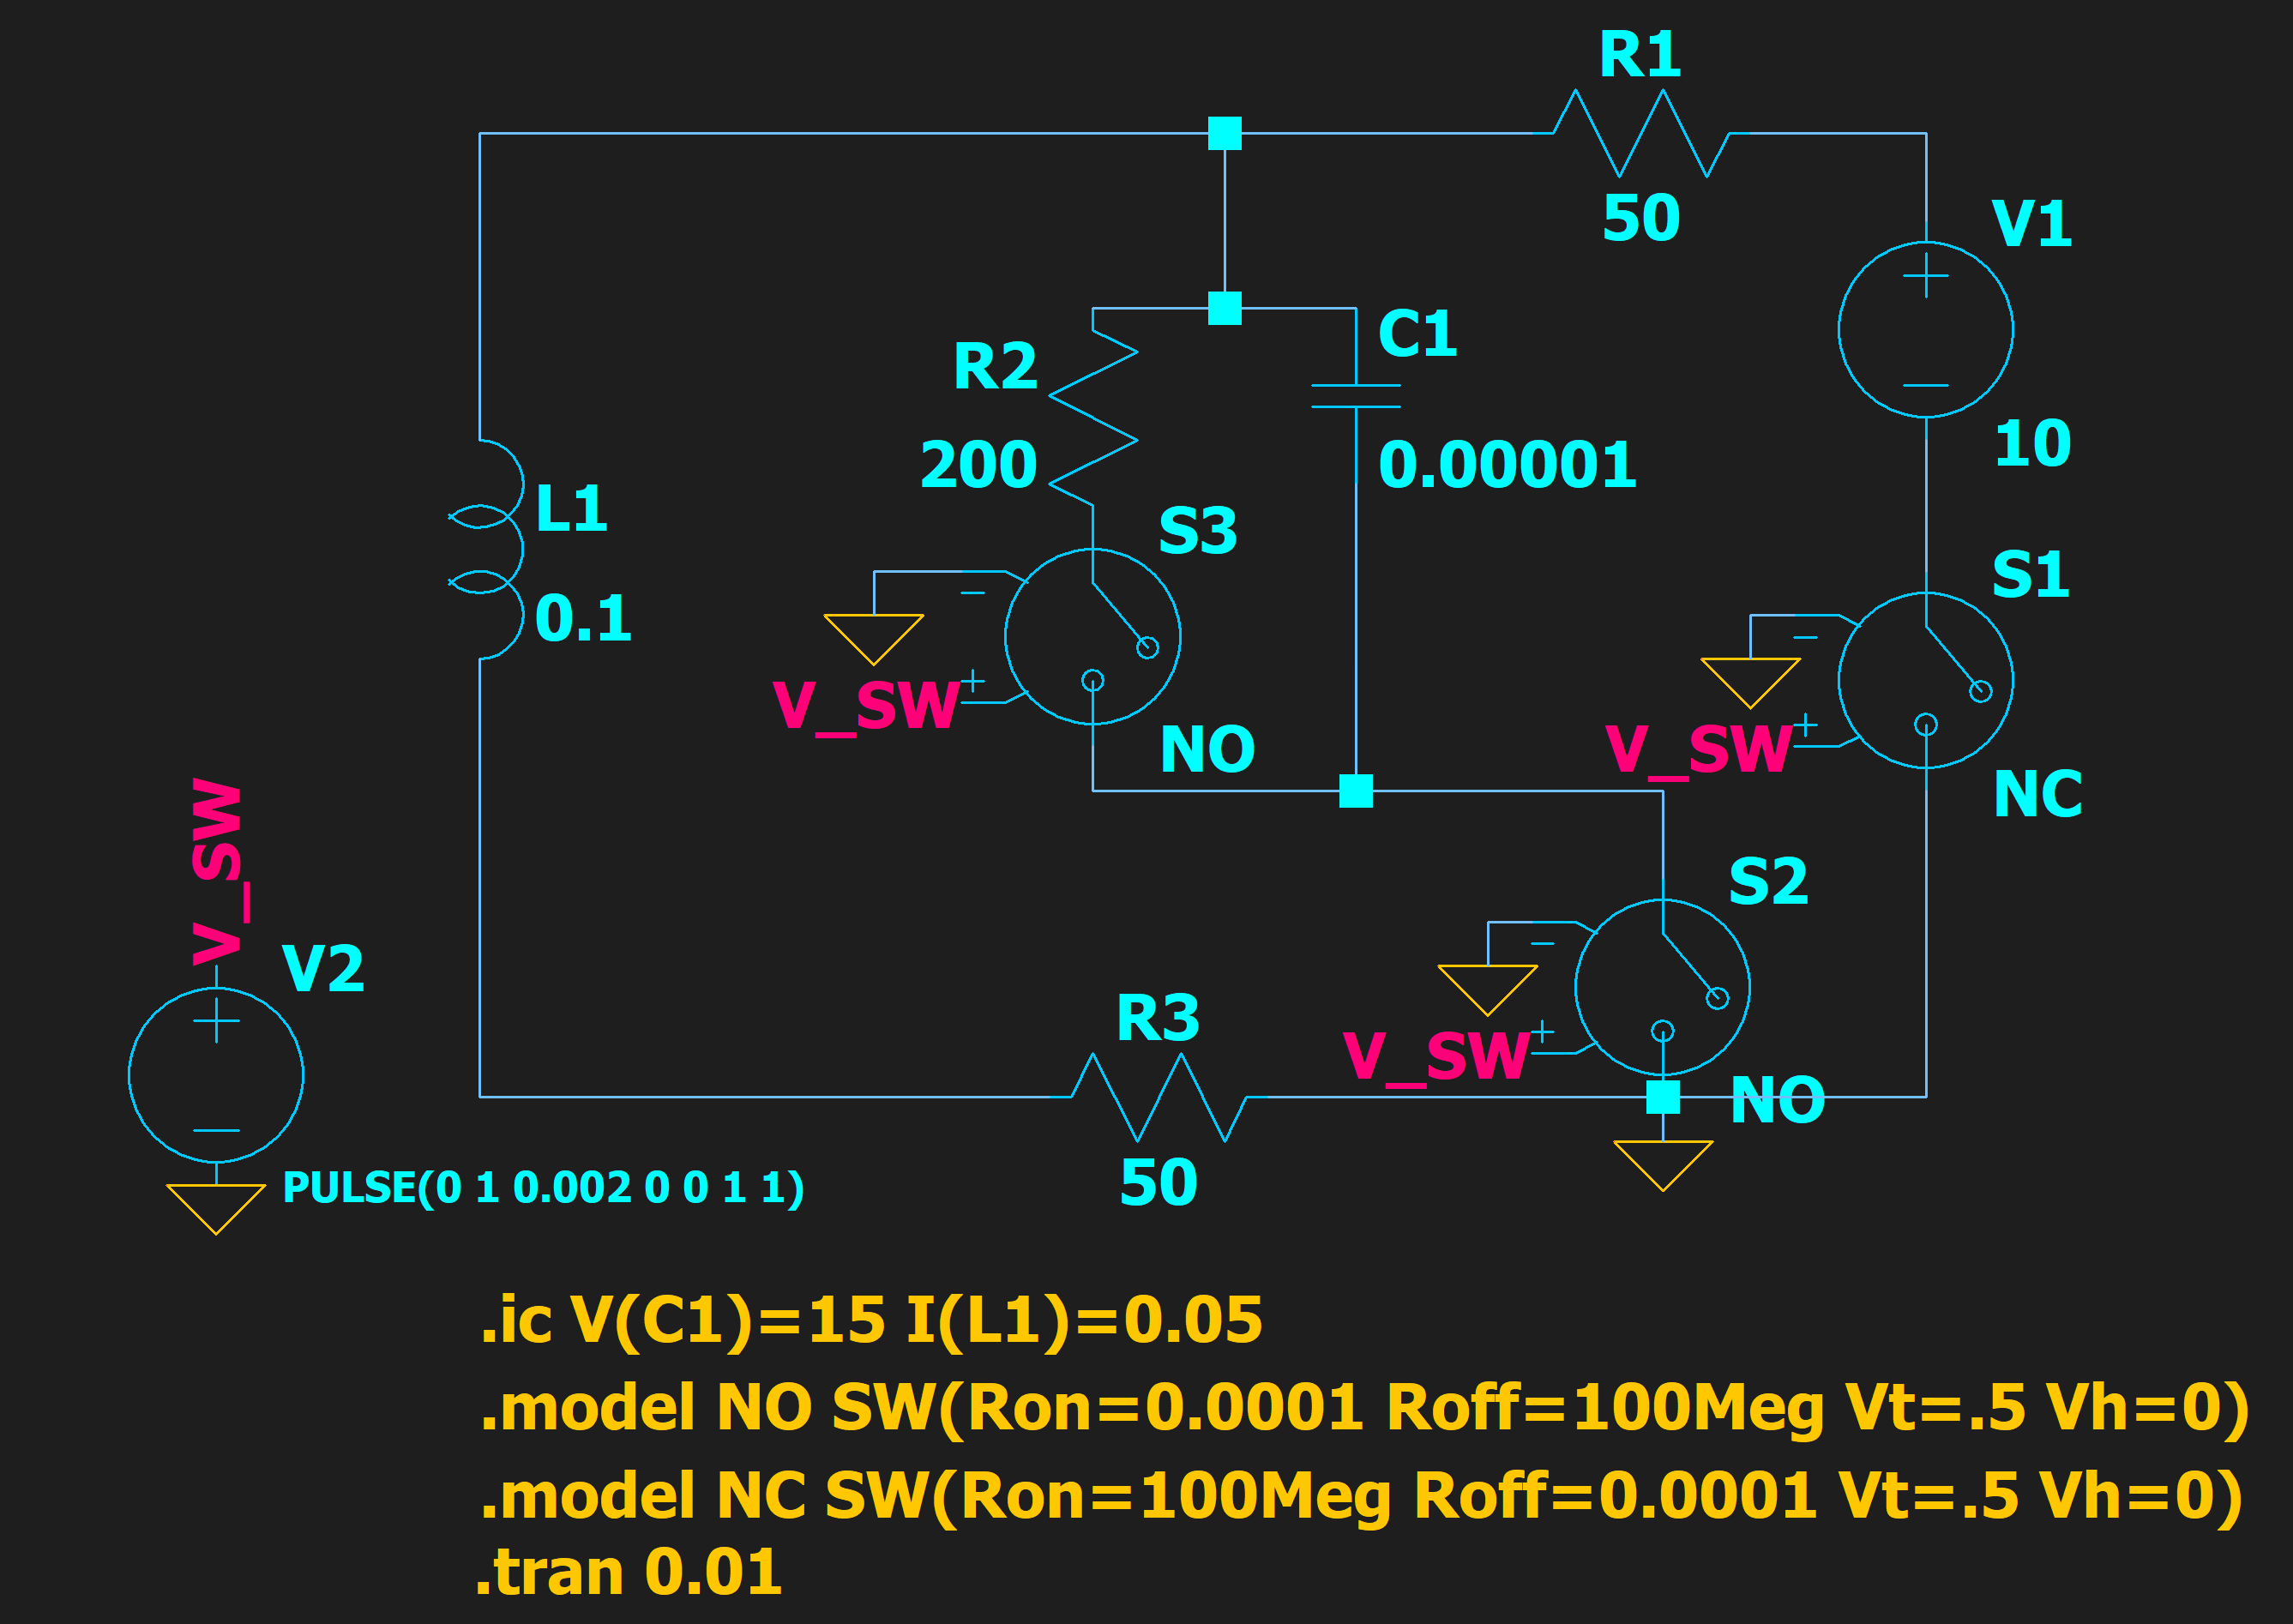 R1
50
V1
10
R2
200
C1
0.00001
L1
0.1
S3
V_SW
NO
S1
V_SW
NC
V_SW
V2
PULSE(0 1 0.002 0 0 1 1)
S2
V_SW
NO
R3
50
.ic V(C1)=15 I(L1)=0.05
.model NO SW(Ron=0.0001 Roff=100Meg Vt=.5 Vh=0)
.model NC SW(Ron=100Meg Roff=0.0001 Vt=.5 Vh=0)
.tran 0.01